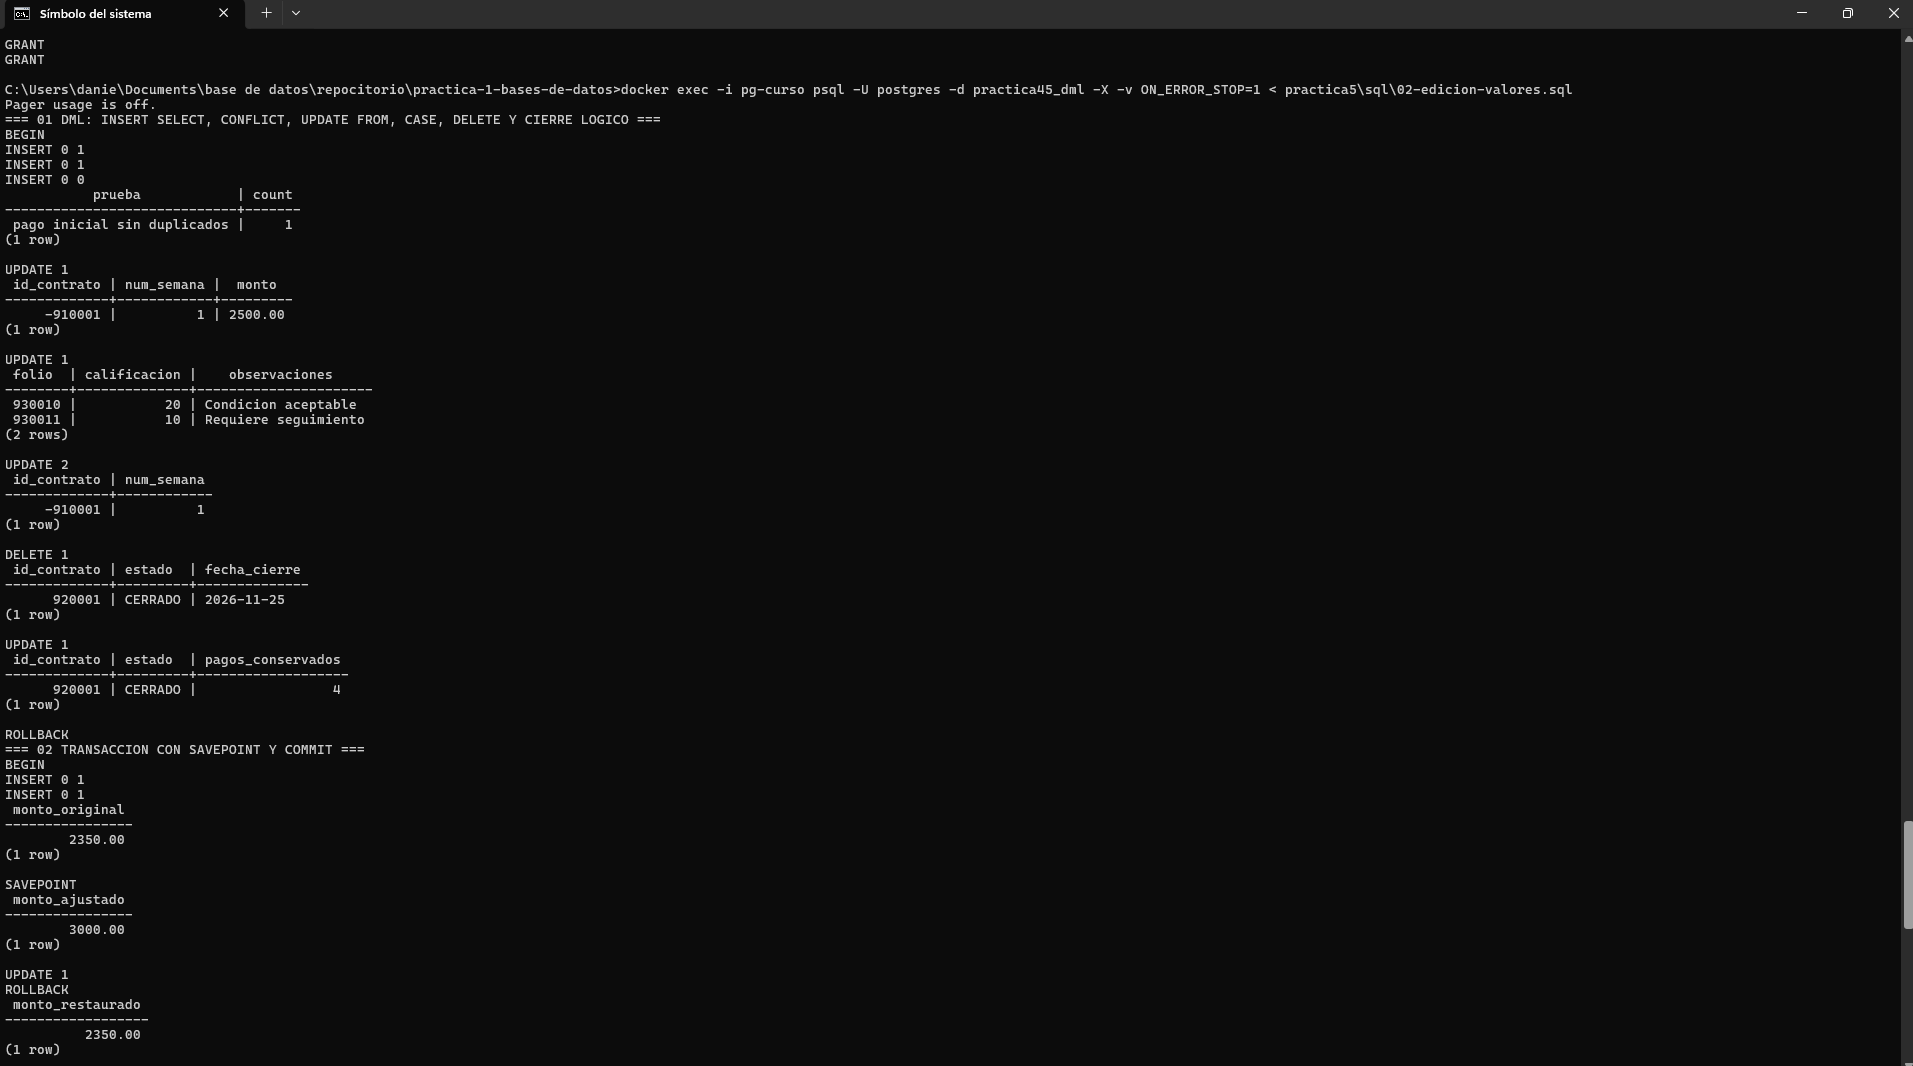 Símbolo del sistema
GRANT
GRANT
C:\Users\danie\Documents\base de datos\repocitorio\practica-1-bases-de-datos>docker exec -i pg-curso psql -U postgres -d practica45_dml -X -v ON_ERROR_STOP=1 < practica5\sql\02-edicion-valores.sql
Pager usage is off.
=== 01 DML: INSERT SELECT, CONFLICT, UPDATE FROM, CASE, DELETE Y CIERRE LOGICO ===
BEGIN
INSERT 0 1
INSERT 0 1
INSERT 0 0
           prueba            | count
-----------------------------+-------
 pago inicial sin duplicados |     1
(1 row)
UPDATE 1
 id_contrato | num_semana |  monto
-------------+------------+---------
     -910001 |          1 | 2500.00
(1 row)
UPDATE 1
 folio  | calificacion |    observaciones
--------+--------------+----------------------
 930010 |           20 | Condicion aceptable
 930011 |           10 | Requiere seguimiento
(2 rows)
UPDATE 2
 id_contrato | num_semana
-------------+------------
     -910001 |          1
(1 row)
DELETE 1
 id_contrato | estado  | fecha_cierre
-------------+---------+--------------
      920001 | CERRADO | 2026-11-25
(1 row)
UPDATE 1
 id_contrato | estado  | pagos_conservados
-------------+---------+-------------------
      920001 | CERRADO |                 4
(1 row)
ROLLBACK
=== 02 TRANSACCION CON SAVEPOINT Y COMMIT ===
BEGIN
INSERT 0 1
INSERT 0 1
 monto_original
----------------
        2350.00
(1 row)
SAVEPOINT
 monto_ajustado
----------------
        3000.00
(1 row)
UPDATE 1
ROLLBACK
 monto_restaurado
------------------
          2350.00
(1 row)